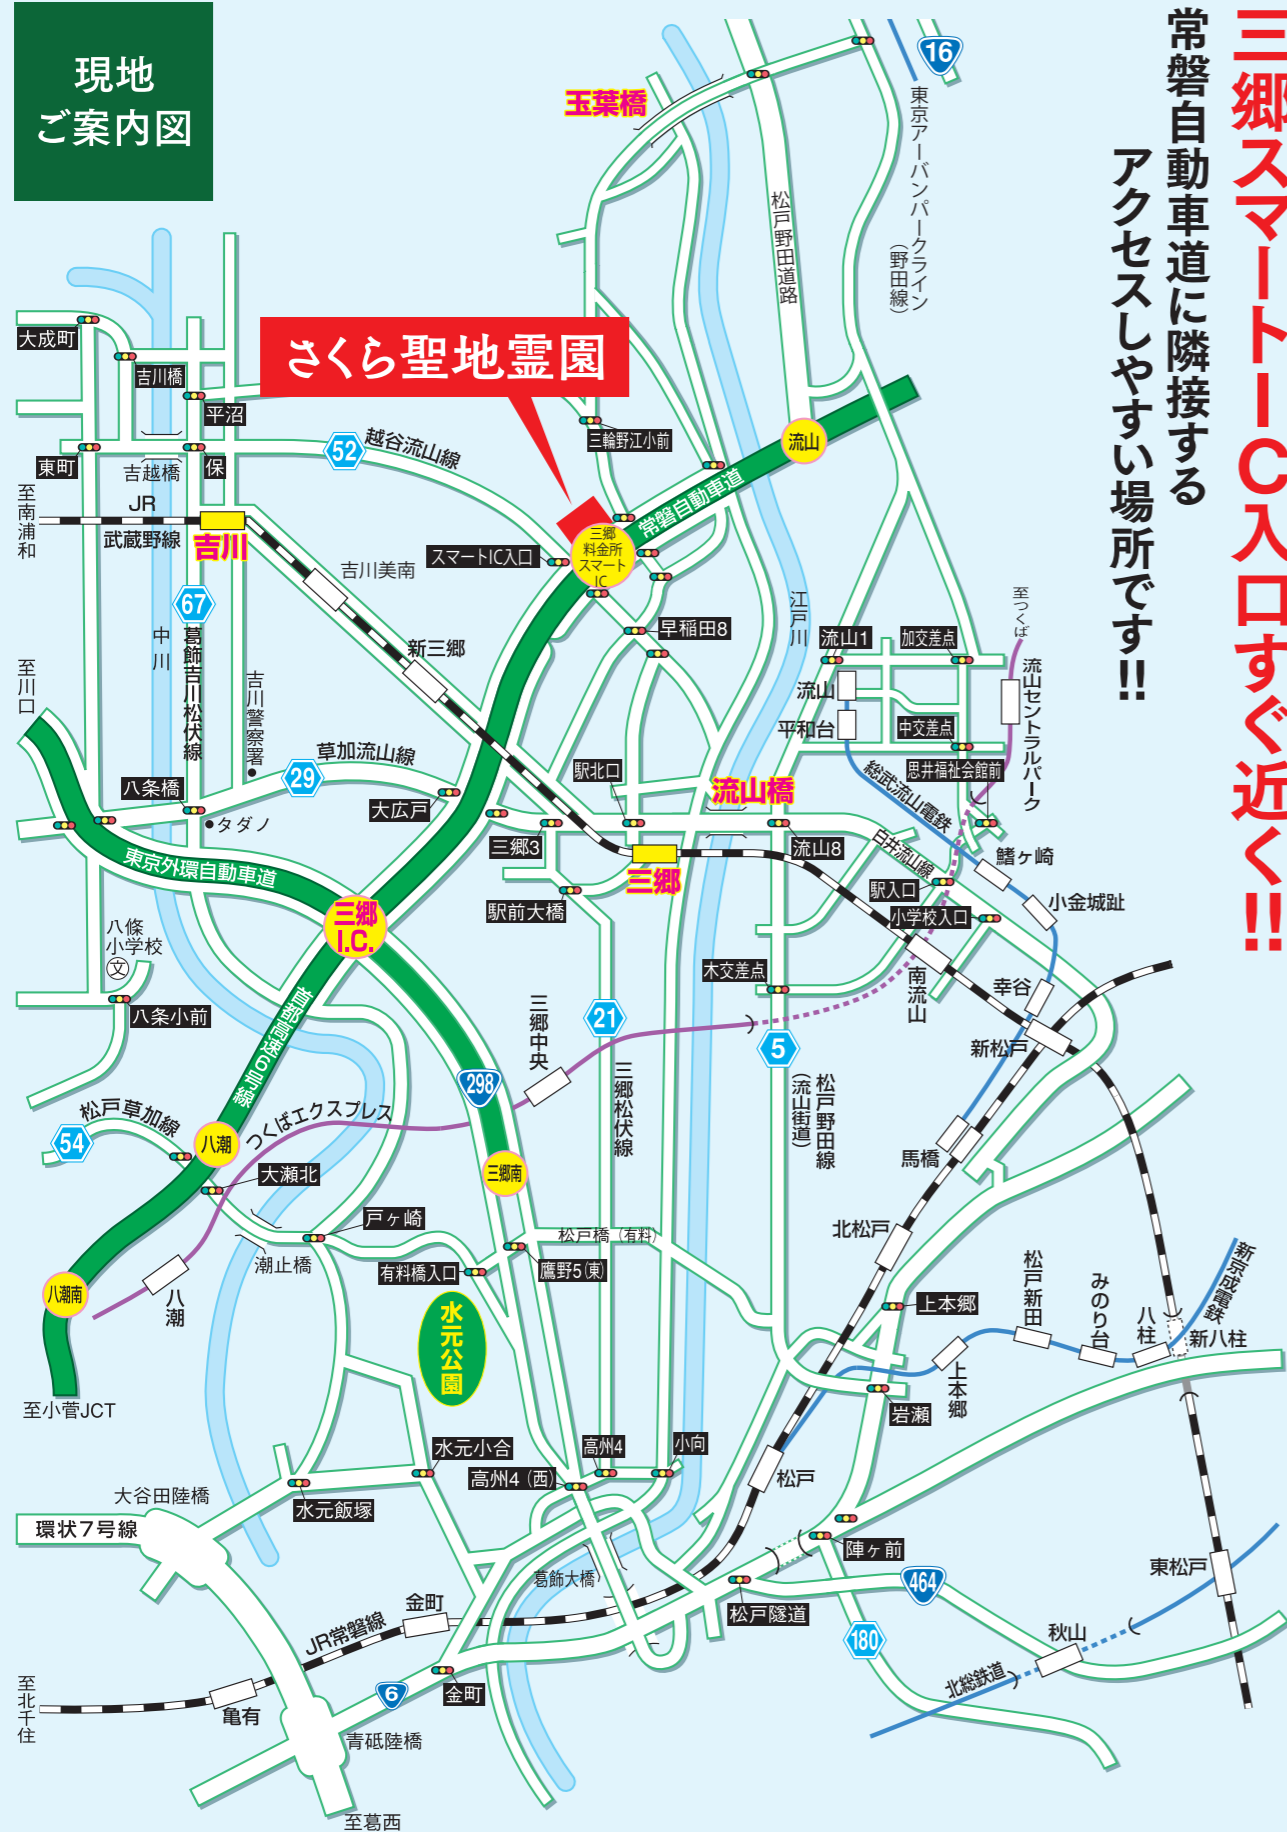 三郷スマートIC入口すぐ近く!!
常磐自動車道に隣接する
アクセスしやすい場所です!!
現地
ご案内図
16
玉葉橋
東京アーバンパークライン
(野田線)
松戸野田道路
さくら聖地霊園
大成町
吉川橋
平沼
東町
吉越橋
保
52
越谷流山線
三輪野江小前
流山
常磐自動車道
至南浦和
JR
武蔵野線
吉川
吉川美南
スマートIC入口
三郷
料金所
スマート
IC
67
葛飾吉川松伏線
中川
吉川警察署
新三郷
早稲田8
江戸川
流山1
加交差点
至つくば
流山
平和台
中交差点
流山セントラルパーク
思井福祉会館前
至川口
八条橋
タダノ
29
草加流山線
大広戸
駅北口
流山橋
総武流山電鉄
三郷3
三郷
流山8
白井流山線
鰭ヶ崎
駅前大橋
駅入口
小学校入口
小金城趾
東京外環自動車道
三郷
I.C.
八條
小学校
文
八条小前
首都高速6号線
木交差点
南流山
幸谷
新松戸
三郷中央
21
三郷松伏線
5
松戸野田線
(流山街道)
298
54
松戸草加線
八潮
つくばエクスプレス
三郷南
馬橋
大瀬北
戸ヶ崎
潮止橋
八潮
八潮南
有料橋入口
鷹野5(東)
松戸橋(有料)
北松戸
水元公園
上本郷
松戸新田
みのり台
八柱
新京成電鉄
新八柱
上本郷
岩瀬
至小菅JCT
水元小合
高州4(西)
高州4
小向
松戸
大谷田陸橋
環状7号線
水元飯塚
陣ヶ前
葛飾大橋
松戸隧道
464
東松戸
金町
JR常磐線
180
秋山
北総鉄道
至北千住
亀有
6
金町
青砥陸橋
至葛西